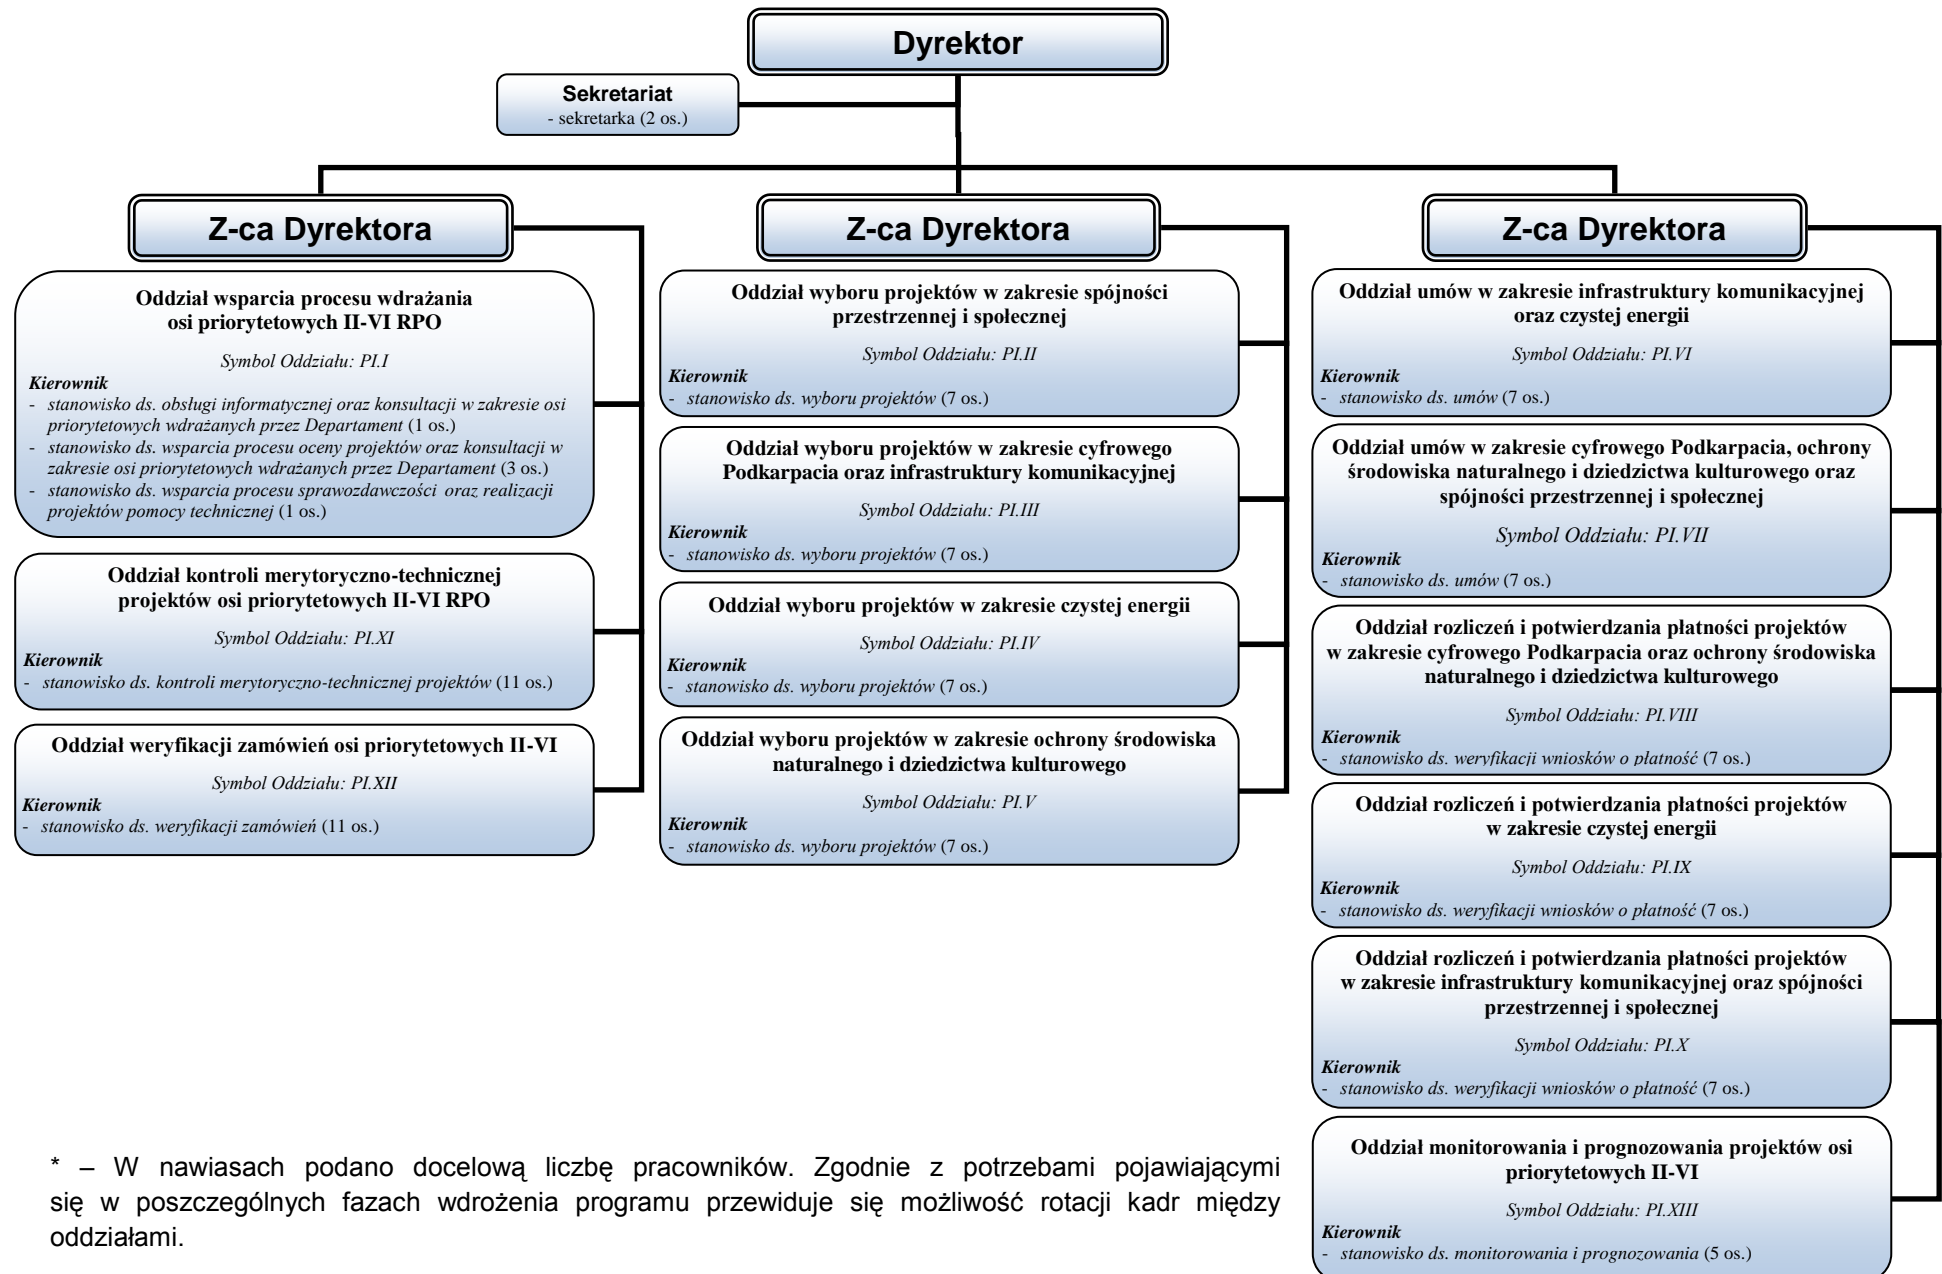 Dyrektor
Sekretariat
- sekretarka (2 os.)
Z-ca Dyrektora
Oddział wsparcia procesu wdrażania
osi priorytetowych II-VI RPO
Symbol Oddziału: PI.I
Kierownik
- stanowisko ds. obsługi informatycznej oraz konsultacji w zakresie osi
priorytetowych wdrażanych przez Departament (1 os.)
- stanowisko ds. wsparcia procesu oceny projektów oraz konsultacji w
zakresie osi priorytetowych wdrażanych przez Departament (3 os.)
- stanowisko ds. wsparcia procesu sprawozdawczości oraz realizacji
projektów pomocy technicznej (1 os.)
Oddział kontroli merytoryczno-technicznej
projektów osi priorytetowych II-VI RPO
Symbol Oddziału: PI.XI
Kierownik
- stanowisko ds. kontroli merytoryczno-technicznej projektów (11 os.)
Oddział weryfikacji zamówień osi priorytetowych II-VI
Symbol Oddziału: PI.XII
Kierownik
- stanowisko ds. weryfikacji zamówień (11 os.)
Z-ca Dyrektora
Oddział wyboru projektów w zakresie spójności
przestrzennej i społecznej
Symbol Oddziału: PI.II
Kierownik
- stanowisko ds. wyboru projektów (7 os.)
Oddział wyboru projektów w zakresie cyfrowego
Podkarpacia oraz infrastruktury komunikacyjnej
Symbol Oddziału: PI.III
Kierownik
- stanowisko ds. wyboru projektów (7 os.)
Oddział wyboru projektów w zakresie czystej energii
Symbol Oddziału: PI.IV
Kierownik
- stanowisko ds. wyboru projektów (7 os.)
Oddział wyboru projektów w zakresie ochrony środowiska
naturalnego i dziedzictwa kulturowego
Symbol Oddziału: PI.V
Kierownik
- stanowisko ds. wyboru projektów (7 os.)
Z-ca Dyrektora
Oddział umów w zakresie infrastruktury komunikacyjnej
oraz czystej energii
Symbol Oddziału: PI.VI
Kierownik
- stanowisko ds. umów (7 os.)
Oddział umów w zakresie cyfrowego Podkarpacia, ochrony
środowiska naturalnego i dziedzictwa kulturowego oraz
spójności przestrzennej i społecznej
Symbol Oddziału: PI.VII
Kierownik
- stanowisko ds. umów (7 os.)
Oddział rozliczeń i potwierdzania płatności projektów
w zakresie cyfrowego Podkarpacia oraz ochrony środowiska
naturalnego i dziedzictwa kulturowego
Symbol Oddziału: PI.VIII
Kierownik
- stanowisko ds. weryfikacji wniosków o płatność (7 os.)
Oddział rozliczeń i potwierdzania płatności projektów
w zakresie czystej energii
Symbol Oddziału: PI.IX
Kierownik
- stanowisko ds. weryfikacji wniosków o płatność (7 os.)
Oddział rozliczeń i potwierdzania płatności projektów
w zakresie infrastruktury komunikacyjnej oraz spójności
przestrzennej i społecznej
Symbol Oddziału: PI.X
Kierownik
- stanowisko ds. weryfikacji wniosków o płatność (7 os.)
Oddział monitorowania i prognozowania projektów osi
priorytetowych II-VI
Symbol Oddziału: PI.XIII
Kierownik
- stanowisko ds. monitorowania i prognozowania (5 os.)
* – W nawiasach podano docelową liczbę pracowników. Zgodnie z potrzebami pojawiającymi
się w poszczególnych fazach wdrożenia programu przewiduje się możliwość rotacji kadr między
oddziałami.